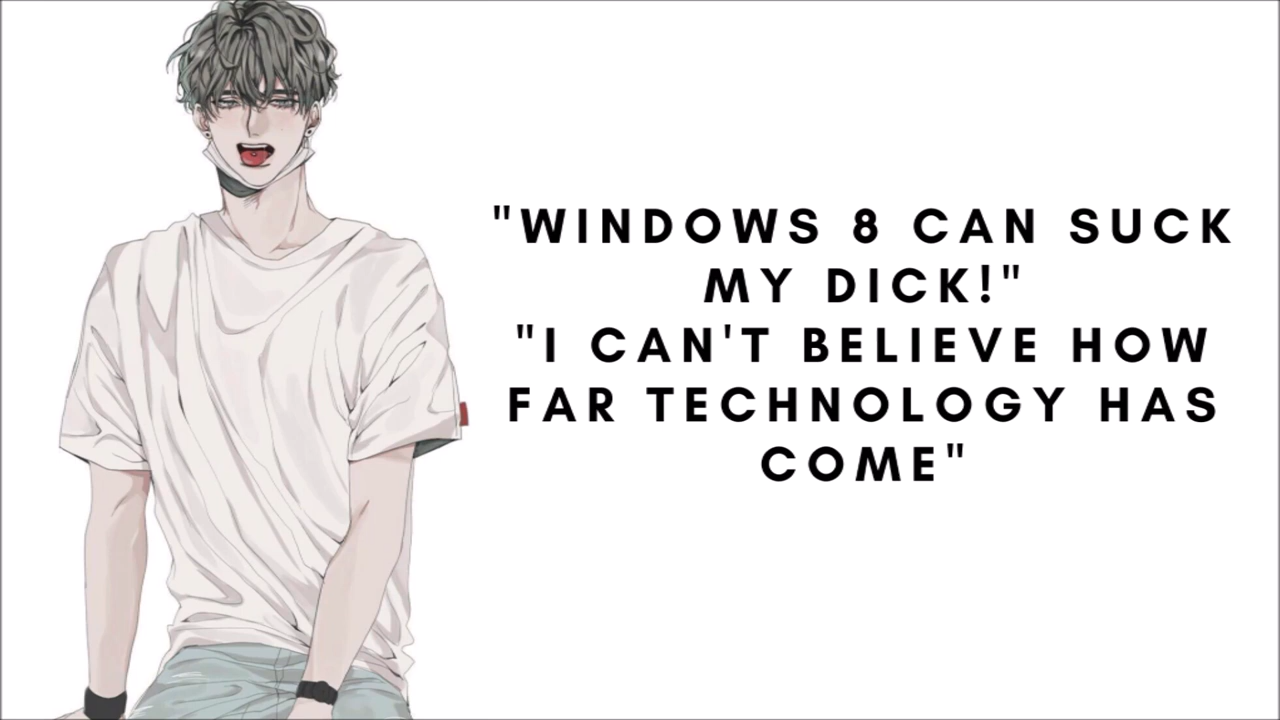 "WINDOWS 8 CAN SUCK
MY DICK!"
"I CAN'T BELIEVE HOW
FAR TECHNOLOGY HAS
COME"